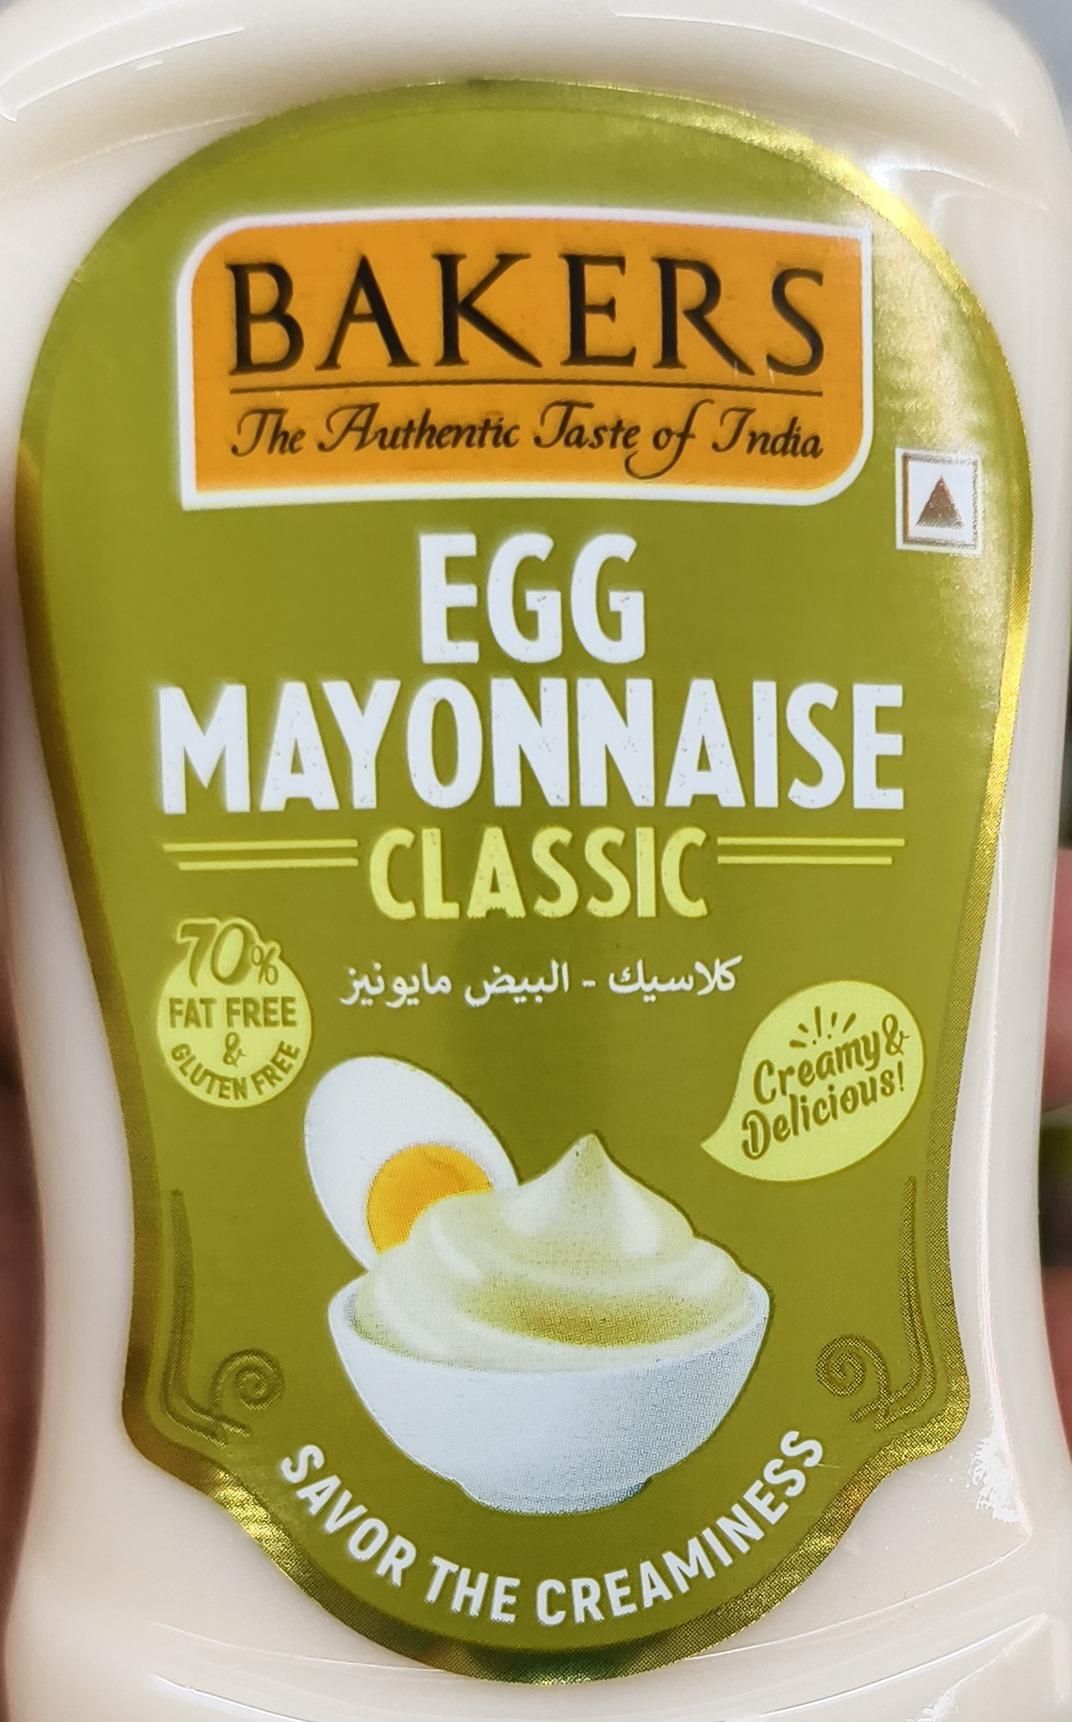 BAKERS
The Authentic Taste of India
EGG
MAYONNAISE
CLASSIC
كلاسيك - البيض مايونيز
70%
FAT FREE
&
GLUTEN FREE
Creamy&
Delicious!
SAVOR THE CREAMINESS